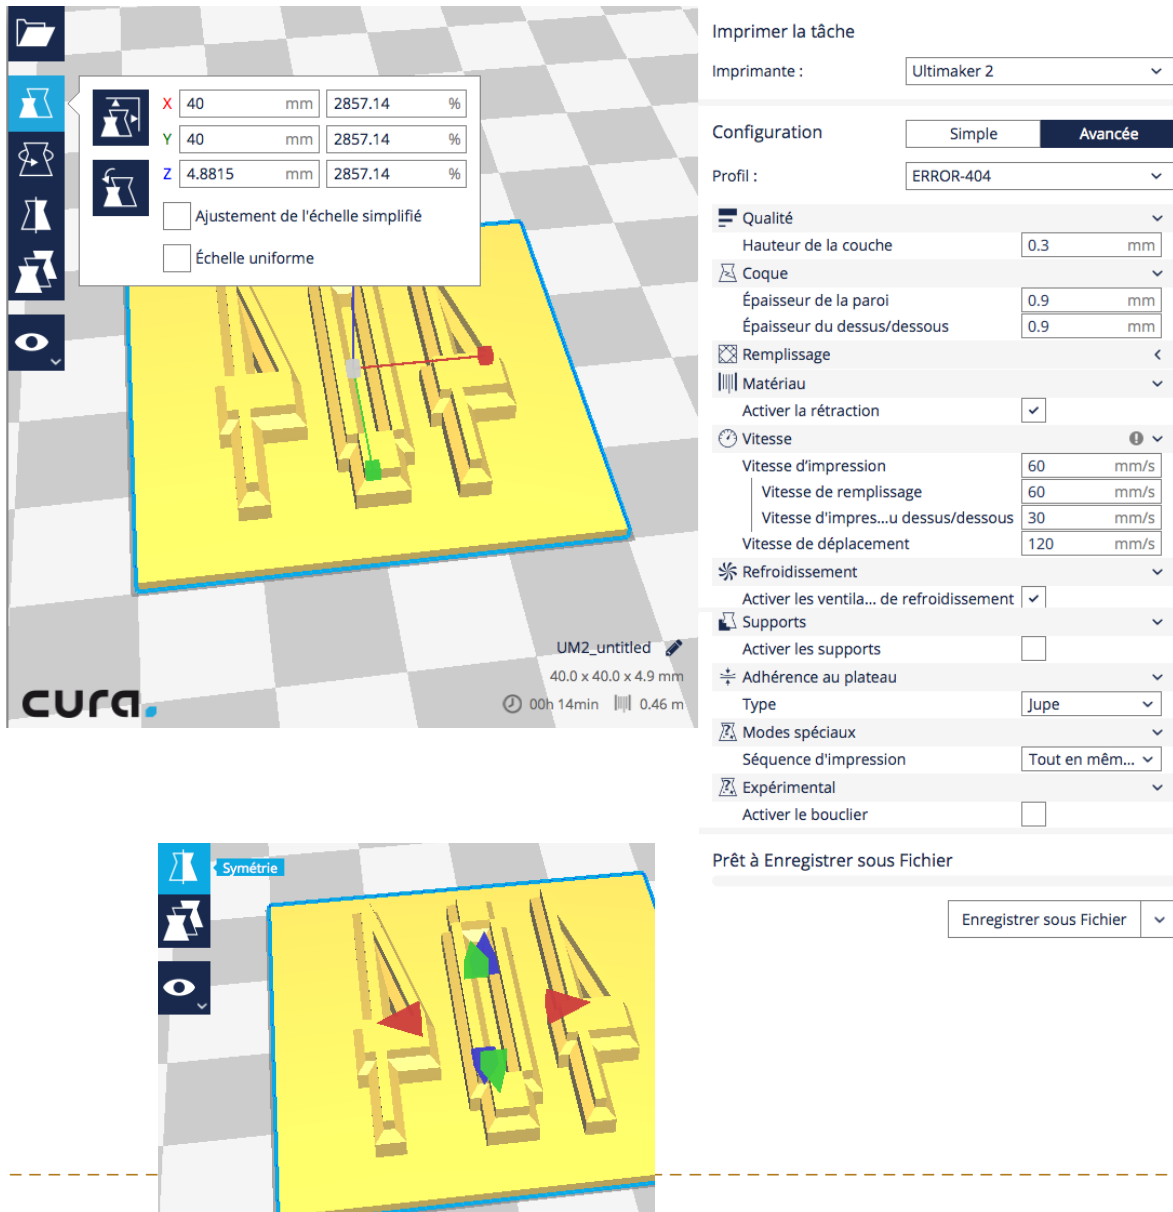 X 40 mm 2857.14 %
Y 40 mm 2857.14 %
Z 4.8815 mm 2857.14 %
Ajustement de l'échelle simplifié
Échelle uniforme
UM2_untitled
40.0 x 40.0 x 4.9 mm
00h 14min 0.46 m
cura.
Imprimer la tâche
Imprimante : Ultimaker 2
Configuration Simple Avancée
Profil : ERROR-404
Qualité
Hauteur de la couche 0.3 mm
Coque
Épaisseur de la paroi 0.9 mm
Épaisseur du dessus/dessous 0.9 mm
Remplissage
Matériau
Activer la rétraction
Vitesse
Vitesse d'impression 60 mm/s
Vitesse de remplissage 60 mm/s
Vitesse d'impres...u dessus/dessous 30 mm/s
Vitesse de déplacement 120 mm/s
Refroidissement
Activer les ventila... de refroidissement
Supports
Activer les supports
Adhérence au plateau
Type Jupe
Modes spéciaux
Séquence d'impression Tout en mêm...
Expérimental
Activer le bouclier
Prêt à Enregistrer sous Fichier
Enregistrer sous Fichier
Symétrie